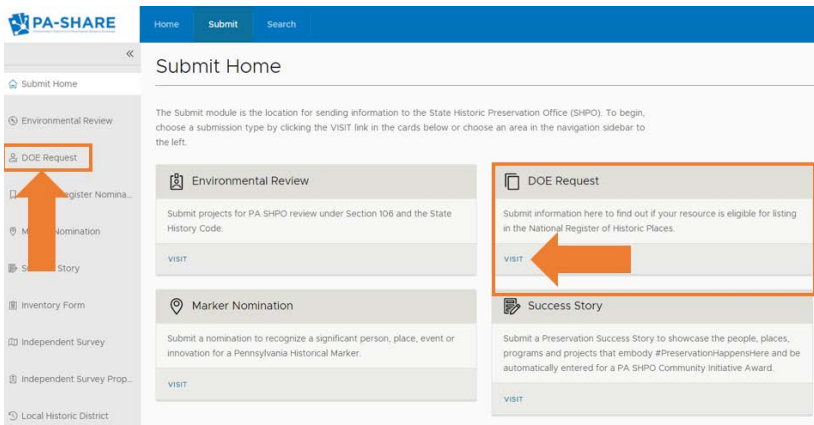 PA-SHARE
Home
Submit
Search
«
Submit Home
Environmental Review
DOE Request
egister Nomina...
Nomination
Story
Inventory Form
Independent Survey
Independent Survey Prop...
Local Historic District
Submit Home
The Submit module is the location for sending information to the State Historic Preservation Office (SHPO). To begin,
choose a submission type by clicking the VISIT link in the cards below or choose an area in the navigation sidebar to
the left.
Environmental Review
Submit projects for PA SHPO review under Section 106 and the State
History Code.
VISIT
DOE Request
Submit information here to find out if your resource is eligible for listing
in the National Register of Historic Places.
VISIT
Marker Nomination
Submit a nomination to recognize a significant person, place, event or
innovation for a Pennsylvania Historical Marker.
VISIT
Success Story
Submit a Preservation Success Story to showcase the people, places,
programs and projects that embody #PreservationHappensHere and be
automatically entered for a PA SHPO Community Initiative Award.
VISIT